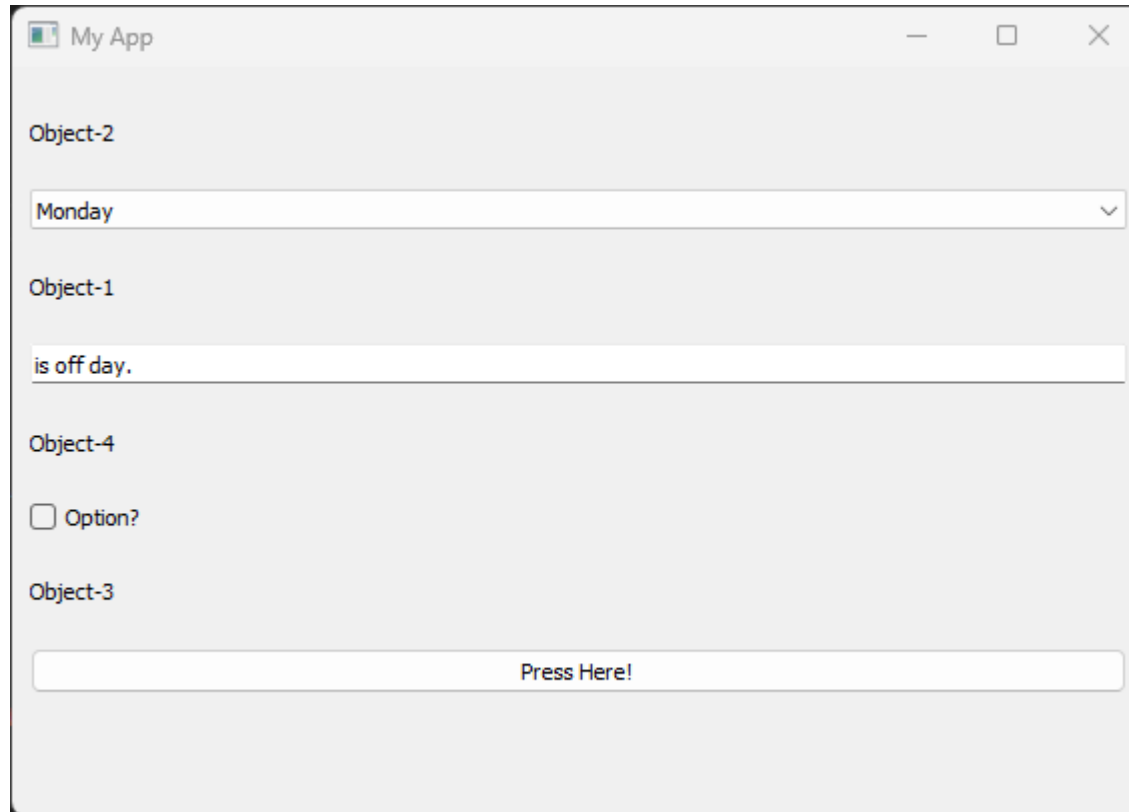 My App
Object-2
Monday
Object-1
is off day.
Object-4
Option?
Object-3
Press Here!